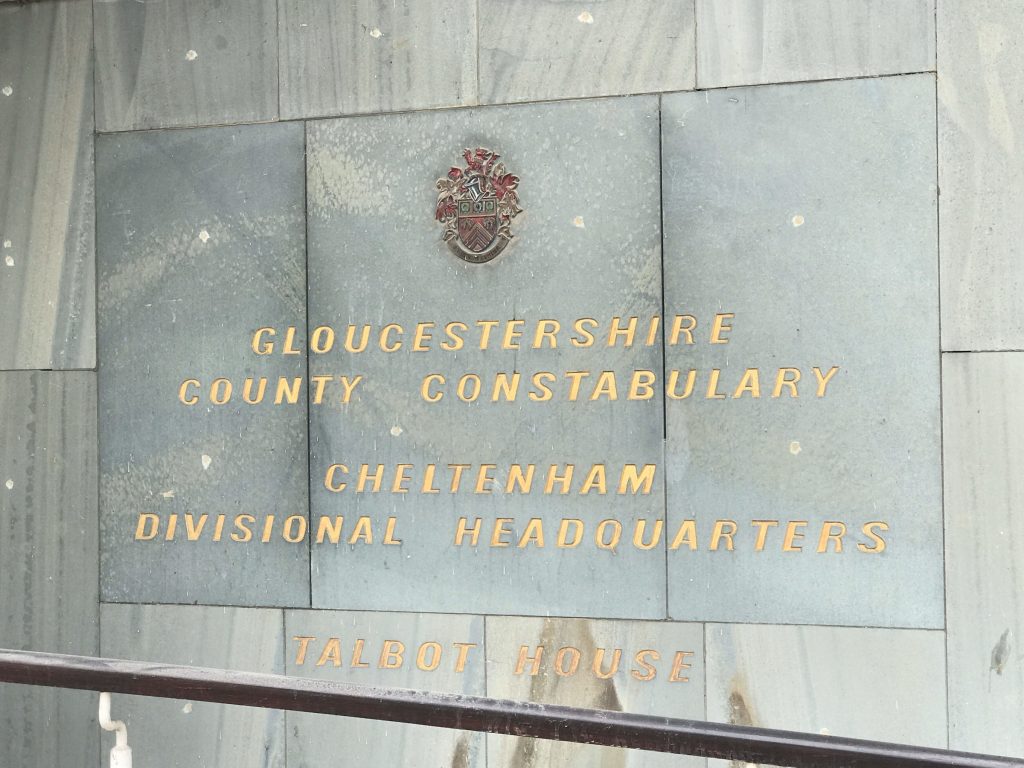 GLOUCESTERSHIRE
COUNTY CONSTABULARY
CHELTENHAM
DIVISIONAL HEADQUARTERS
TALBOT HOUSE